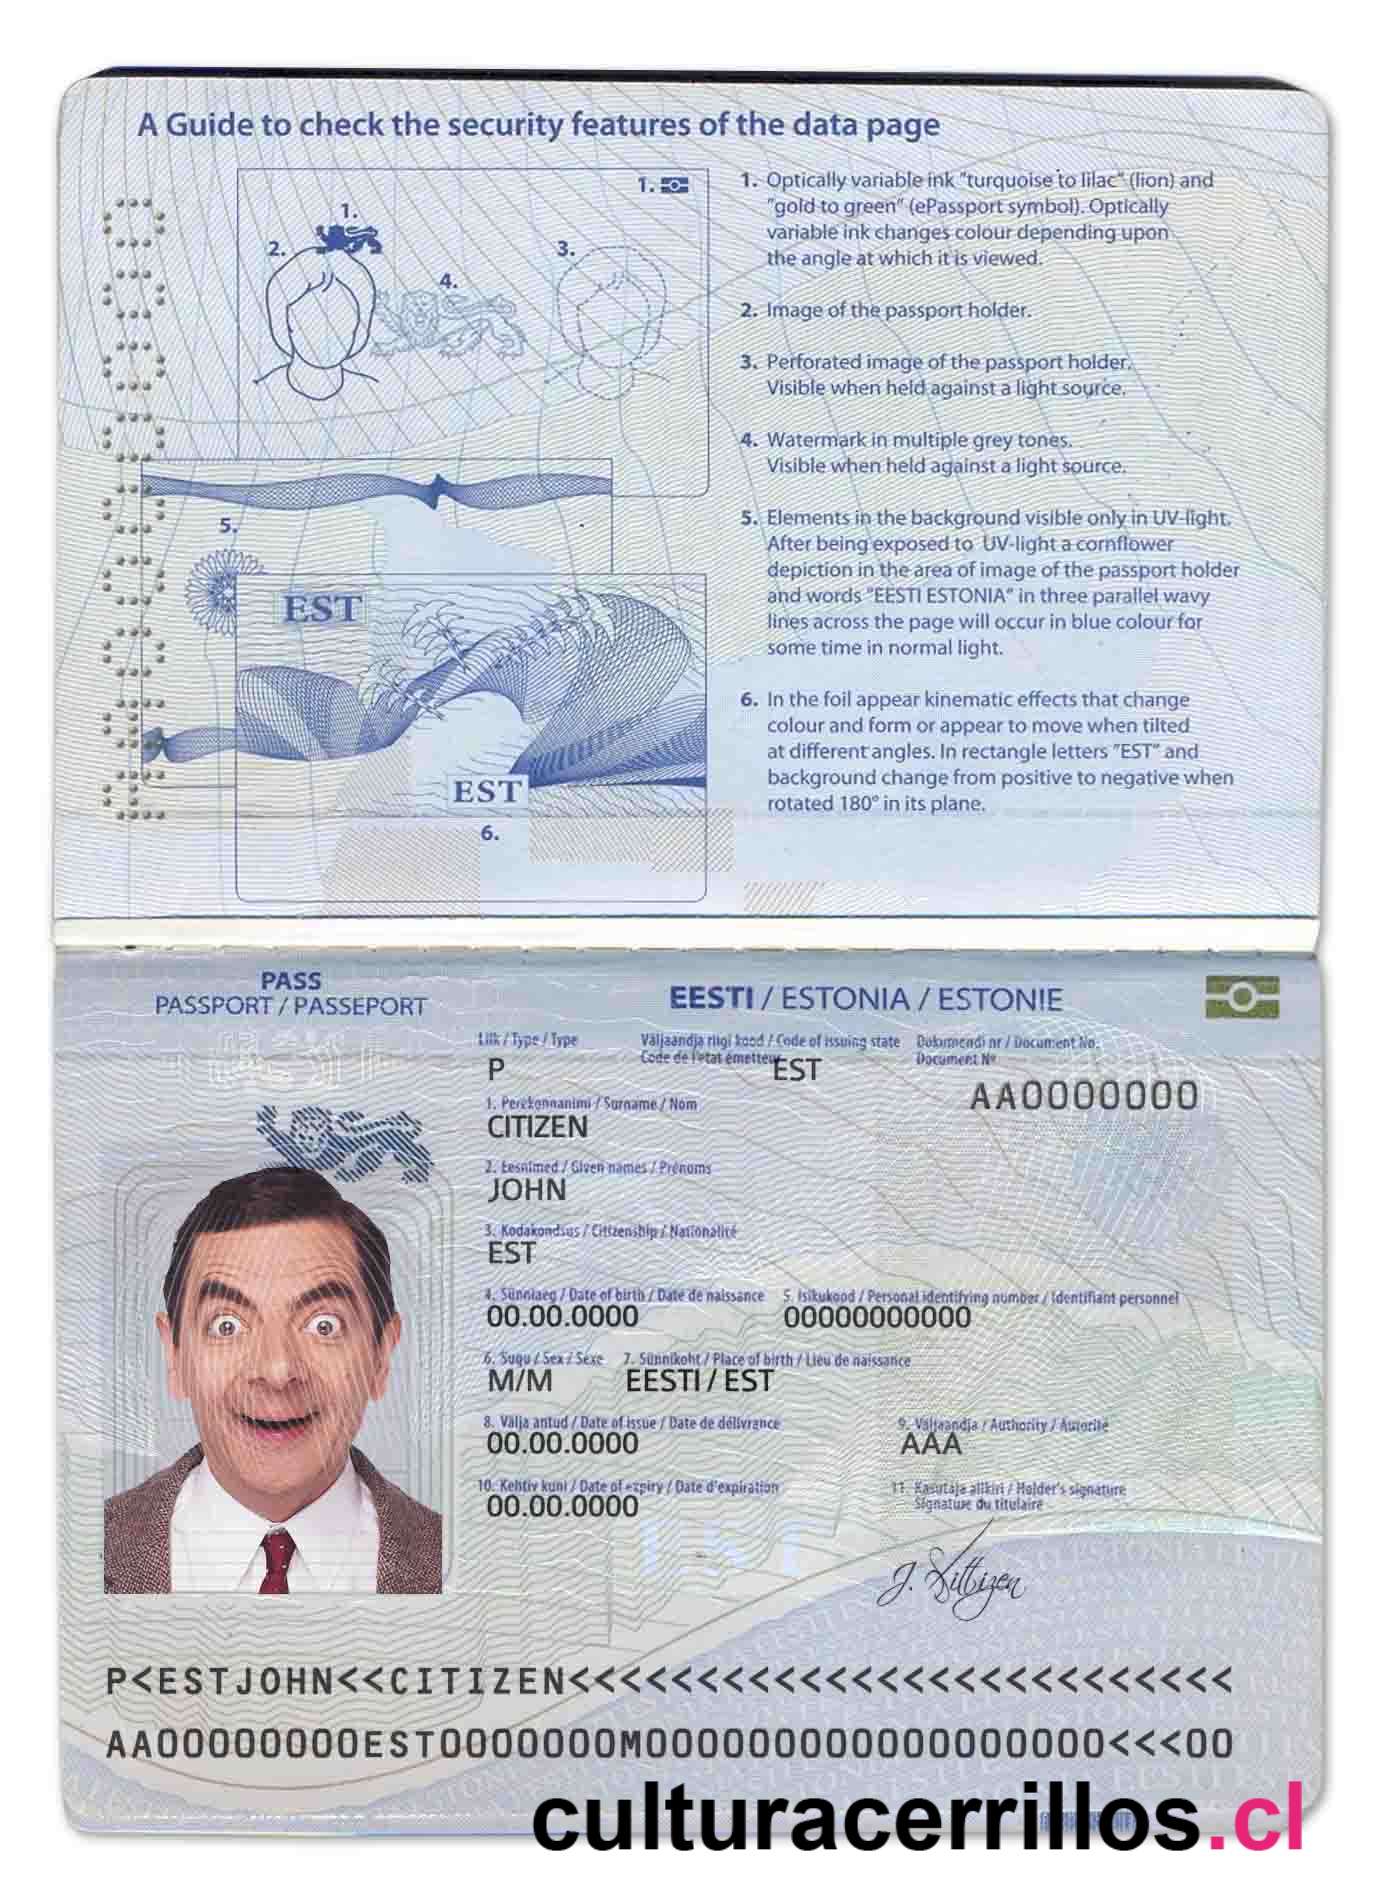 A Guide to check the security features of the data page
1.
1.
2.
3.
4.
5.
EST
EST
6.
1. Optically variable ink "turquoise to lilac" (lion) and
"gold to green" (ePassport symbol). Optically
variable ink changes colour depending upon
the angle at which it is viewed.
2. Image of the passport holder.
3. Perforated image of the passport holder.
Visible when held against a light source.
4. Watermark in multiple grey tones.
Visible when held against a light source.
5. Elements in the background visible only in UV-light.
After being exposed to UV-light a cornflower
depiction in the area of image of the passport holder
and words "EESTI ESTONIA" in three parallel wavy
lines across the page will occur in blue colour for
some time in normal light.
6. In the foil appear kinematic effects that change
colour and form or appear to move when tilted
at different angles. In rectangle letters "EST" and
background change from positive to negative when
rotated 180° in its plane.
PASS
PASSPORT / PASSEPORT
EESTI / ESTONIA / ESTONIE
Liik / Type / Type
Väljaandja riigi kood / Code of issuing state
Code de l'etat émetteur
Dokumendi nr / Document No.
Document Nº
P
EST
AA0000000
1. Perekonnanimi / Surname / Nom
CITIZEN
2. Eesnimed / Given names / Prénoms
JOHN
3. Kodakondsus / Citizenship / Nationalité
EST
4. Sünniaeg / Date of birth / Date de naissance
5. Isikukood / Personal identifying number / Identifiant personnel
00.00.0000
00000000000
6. Sugu / Sex / Sexe
7. Sünnikoht / Place of birth / Lieu de naissance
M/M
EESTI / EST
8. Välja antud / Date of issue / Date de délivrance
9. Väljaandja / Authority / Autorité
00.00.0000
AAA
10. Kehtiv kuni / Date of expiry / Date d'expiration
11. Kasutaja allkiri / Holder's signature
Signature du titulaire
00.00.0000
EST
P<ESTJOHN<<CITIZEN<<<<<<<<<<<<<<<<<<<<<<<<<<
AA00000000EST0000000M000000000000000000<<<00
culturacerrillos.cl